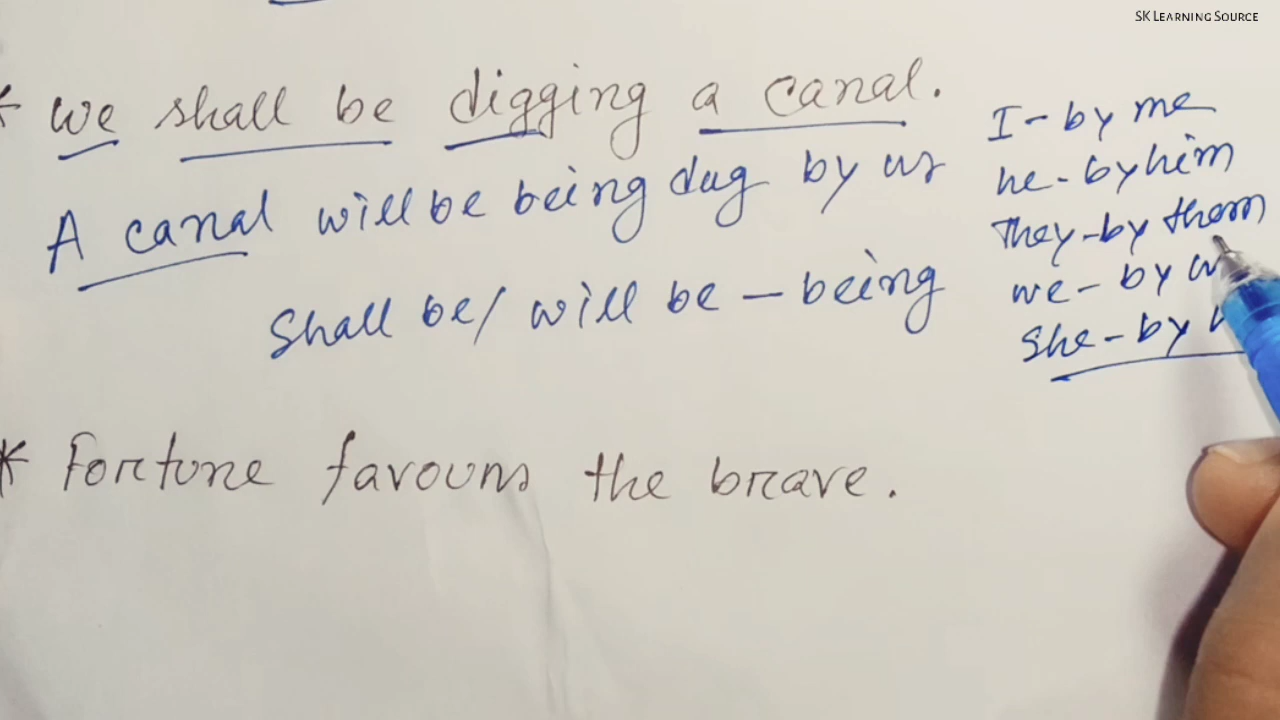 SK LEARNING SOURCE
* We shall be digging a canal.
A canal will be being dug by us
Shall be/ will be — being
I - by me
he - by him
They - by them
we - by
She - by
* Fortune favours the brave.